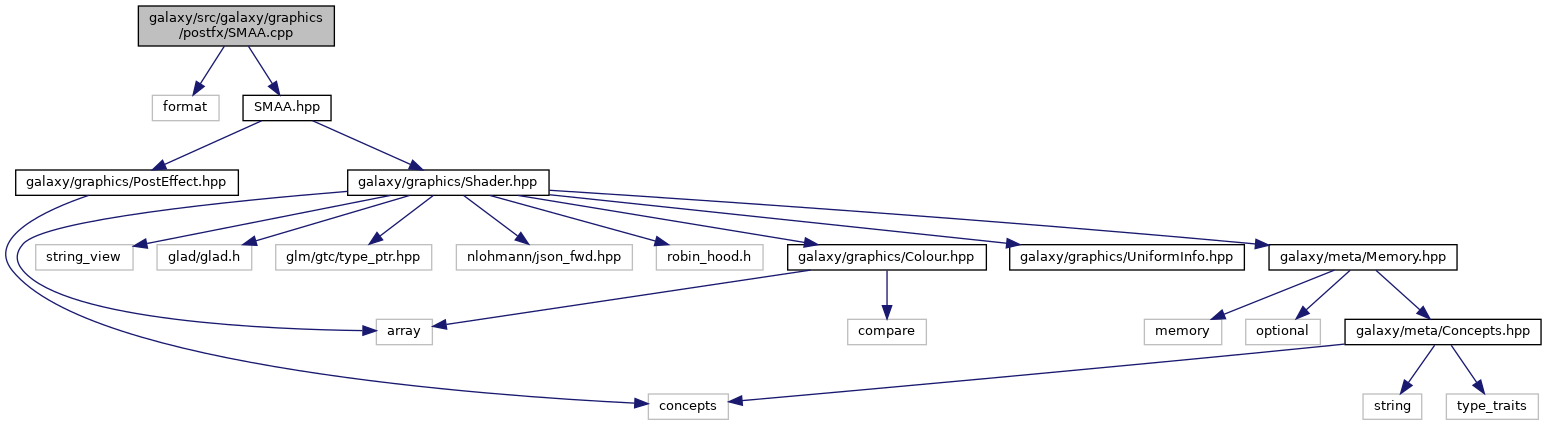 galaxy/src/galaxy/graphics
/postfx/SMAA.cpp
format
SMAA.hpp
galaxy/graphics/PostEffect.hpp
galaxy/graphics/Shader.hpp
string_view
glad/glad.h
glm/gtc/type_ptr.hpp
nlohmann/json_fwd.hpp
robin_hood.h
galaxy/graphics/Colour.hpp
galaxy/graphics/UniformInfo.hpp
galaxy/meta/Memory.hpp
array
compare
memory
optional
galaxy/meta/Concepts.hpp
concepts
string
type_traits